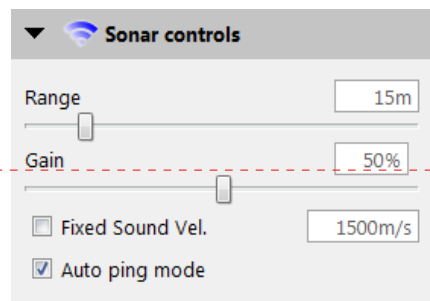 Sonar controls
Range 15m
Gain 50%
Fixed Sound Vel. 1500m/s
Auto ping mode